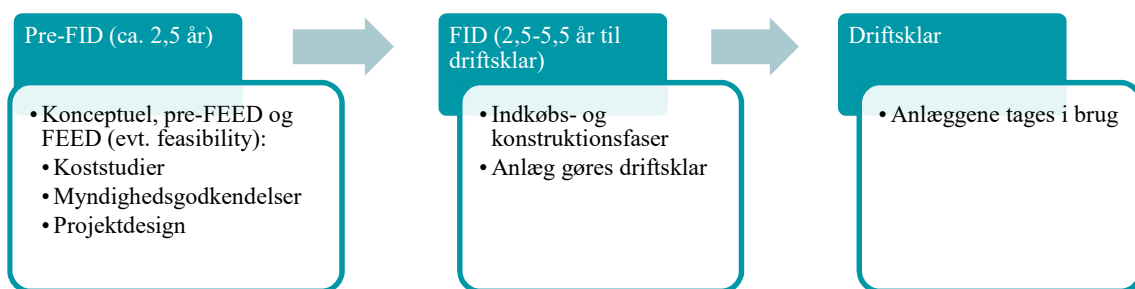 Pre-FID (ca. 2,5 år)
• Konceptuel, pre-FEED og
FEED (evt. feasibility):
• Koststudier
• Myndighedsgodkendelser
• Projektdesign
FID (2,5-5,5 år til
driftsklar)
• Indkøbs- og
konstruktionsfaser
• Anlæg gøres driftsklar
Driftsklar
• Anlæggene tages i brug